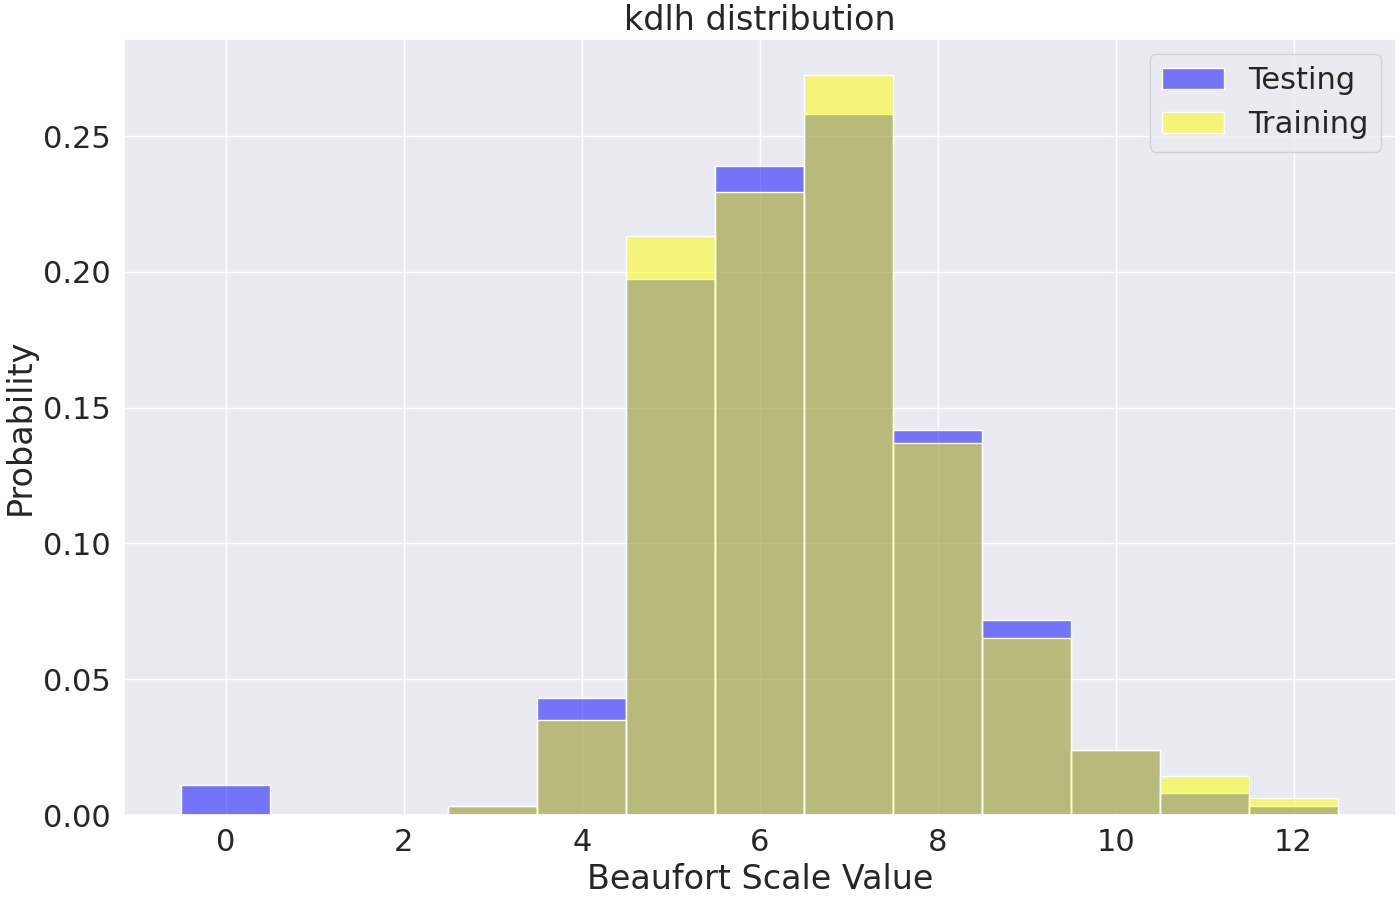 kdlh distribution
Testing
Training
0.25
0.20
0.15
0.10
0.05
0.00
Probability
0 2 4 6 8 10 12
Beaufort Scale Value